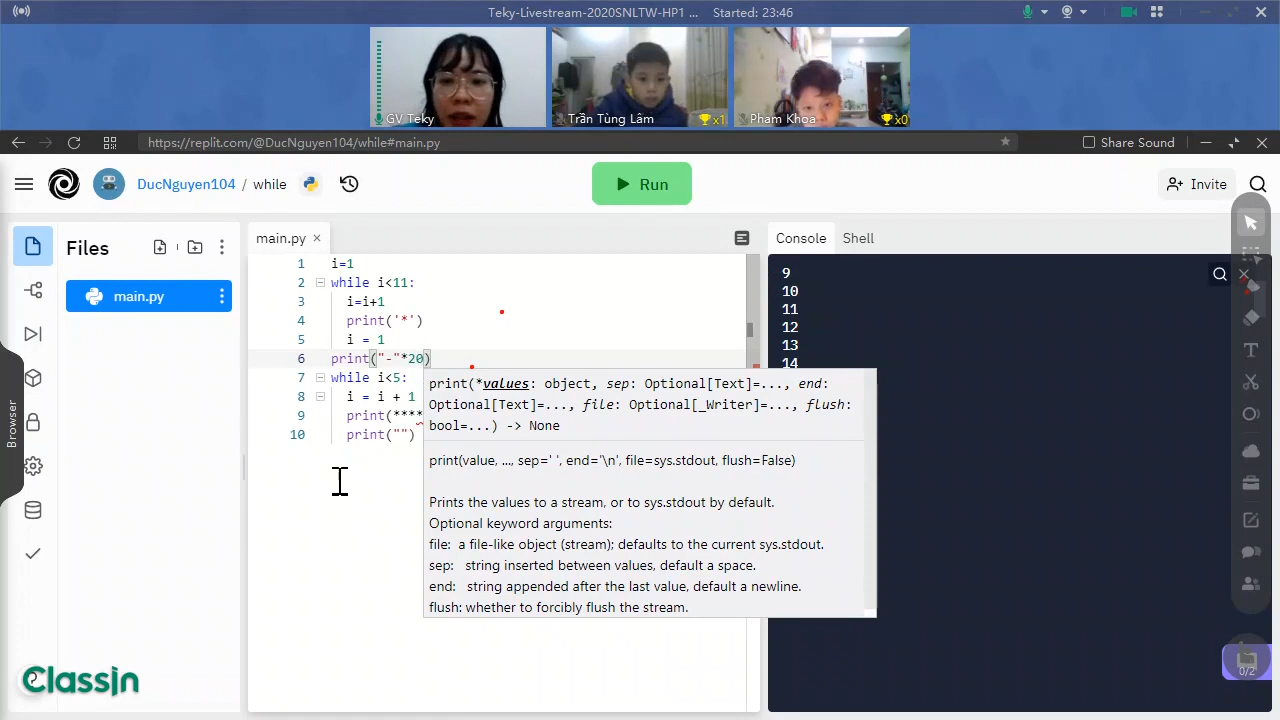 Teky-Livestream-2020SNLTW-HP1 ... Started: 23:46
GV Teky
Trần Tùng Lâm
x1
Pham Khoa
x0
https://replit.com/@DucNguyen104/while#main.py
Share Sound
DucNguyen104 / while
Run
Invite
Files
main.py
main.py
Console
Shell
1 i=1
2 while i<11:
3 i=i+1
4 print('*')
5 i = 1
6 print("-"*20)
7 while i<5:
8 i = i + 1
9 print(****
10 print("")
print(*values: object, sep: Optional[Text]=..., end:
Optional[Text]=..., file: Optional[_Writer]=..., flush:
bool=...) -> None
print(value, ..., sep=' ', end='\n', file=sys.stdout, flush=False)
Prints the values to a stream, or to sys.stdout by default.
Optional keyword arguments:
file: a file-like object (stream); defaults to the current sys.stdout.
sep: string inserted between values, default a space.
end: string appended after the last value, default a newline.
flush: whether to forcibly flush the stream.
9
10
11
12
13
14
Browser
ClassIn
0/2